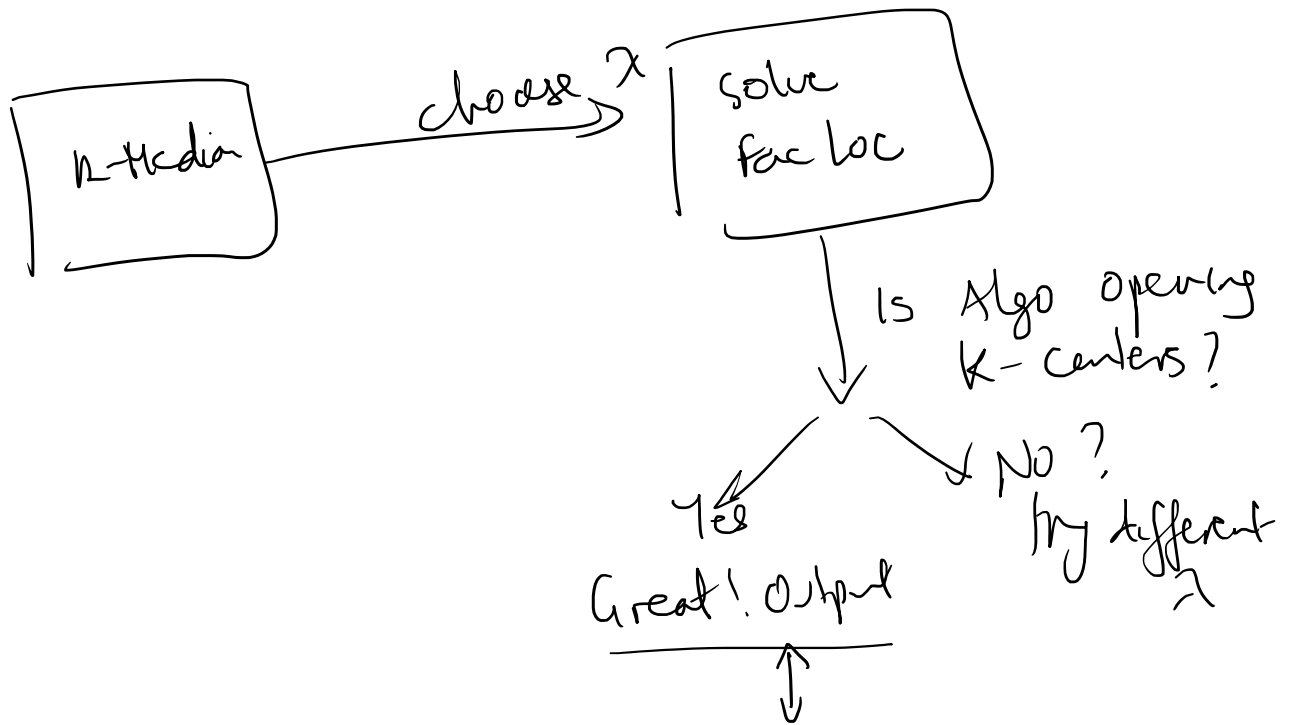 k-Median
choose λ
Solve
Fac Loc
Is Algo opening
K-centers?
Yes
No?
try different
λ
Great! Output